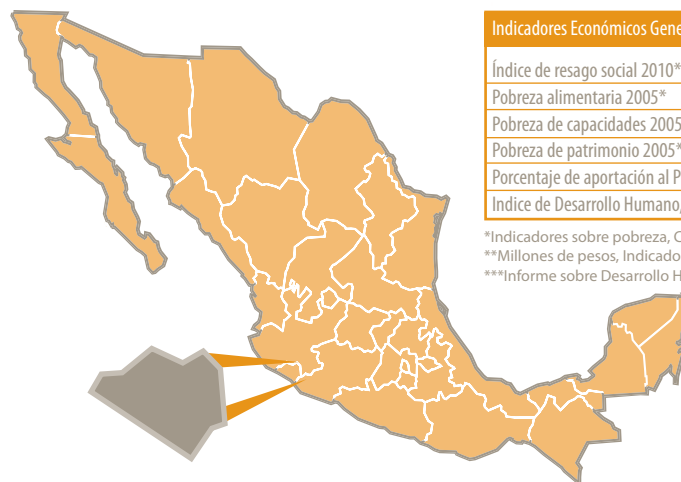 Indicadores Económicos Gene
Índice de resago social 2010*
Pobreza alimentaria 2005*
Pobreza de capacidades 2005
Pobreza de patrimonio 2005*
Porcentaje de aportación al P
Indice de Desarrollo Humano,
*Indicadores sobre pobreza, C
**Millones de pesos, Indicado
***Informe sobre Desarrollo H